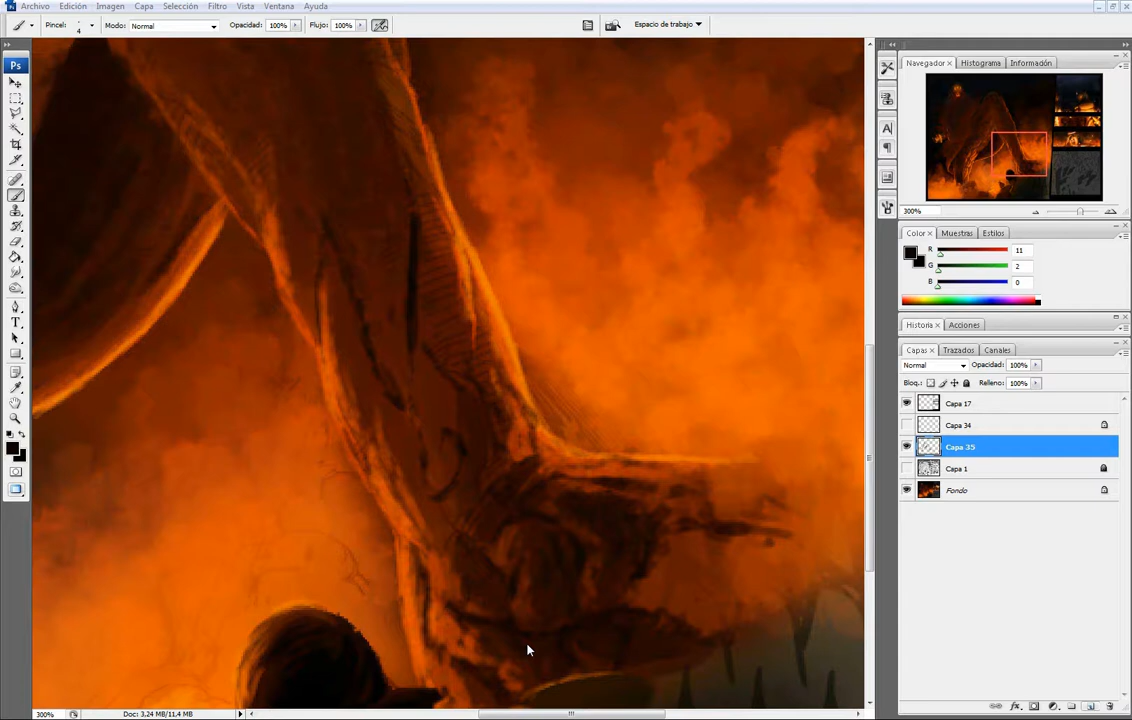 Archivo Edición Imagen Capa Selección Filtro Vista Ventana Ayuda
Pincel: 4 Modo: Normal Opacidad: 100% Flujo: 100% Espacio de trabajo
Ps
Navegador Histograma Información
300%
Color Muestras Estilos
R 11
G 2
B 0
Historia Acciones
Capas Trazados Canales
Normal Opacidad: 100%
Bloq.: Relleno: 100%
Capa 17
Capa 34
Capa 35
Capa 1
Fondo
300% Doc: 3,24 MB/11,4 MB